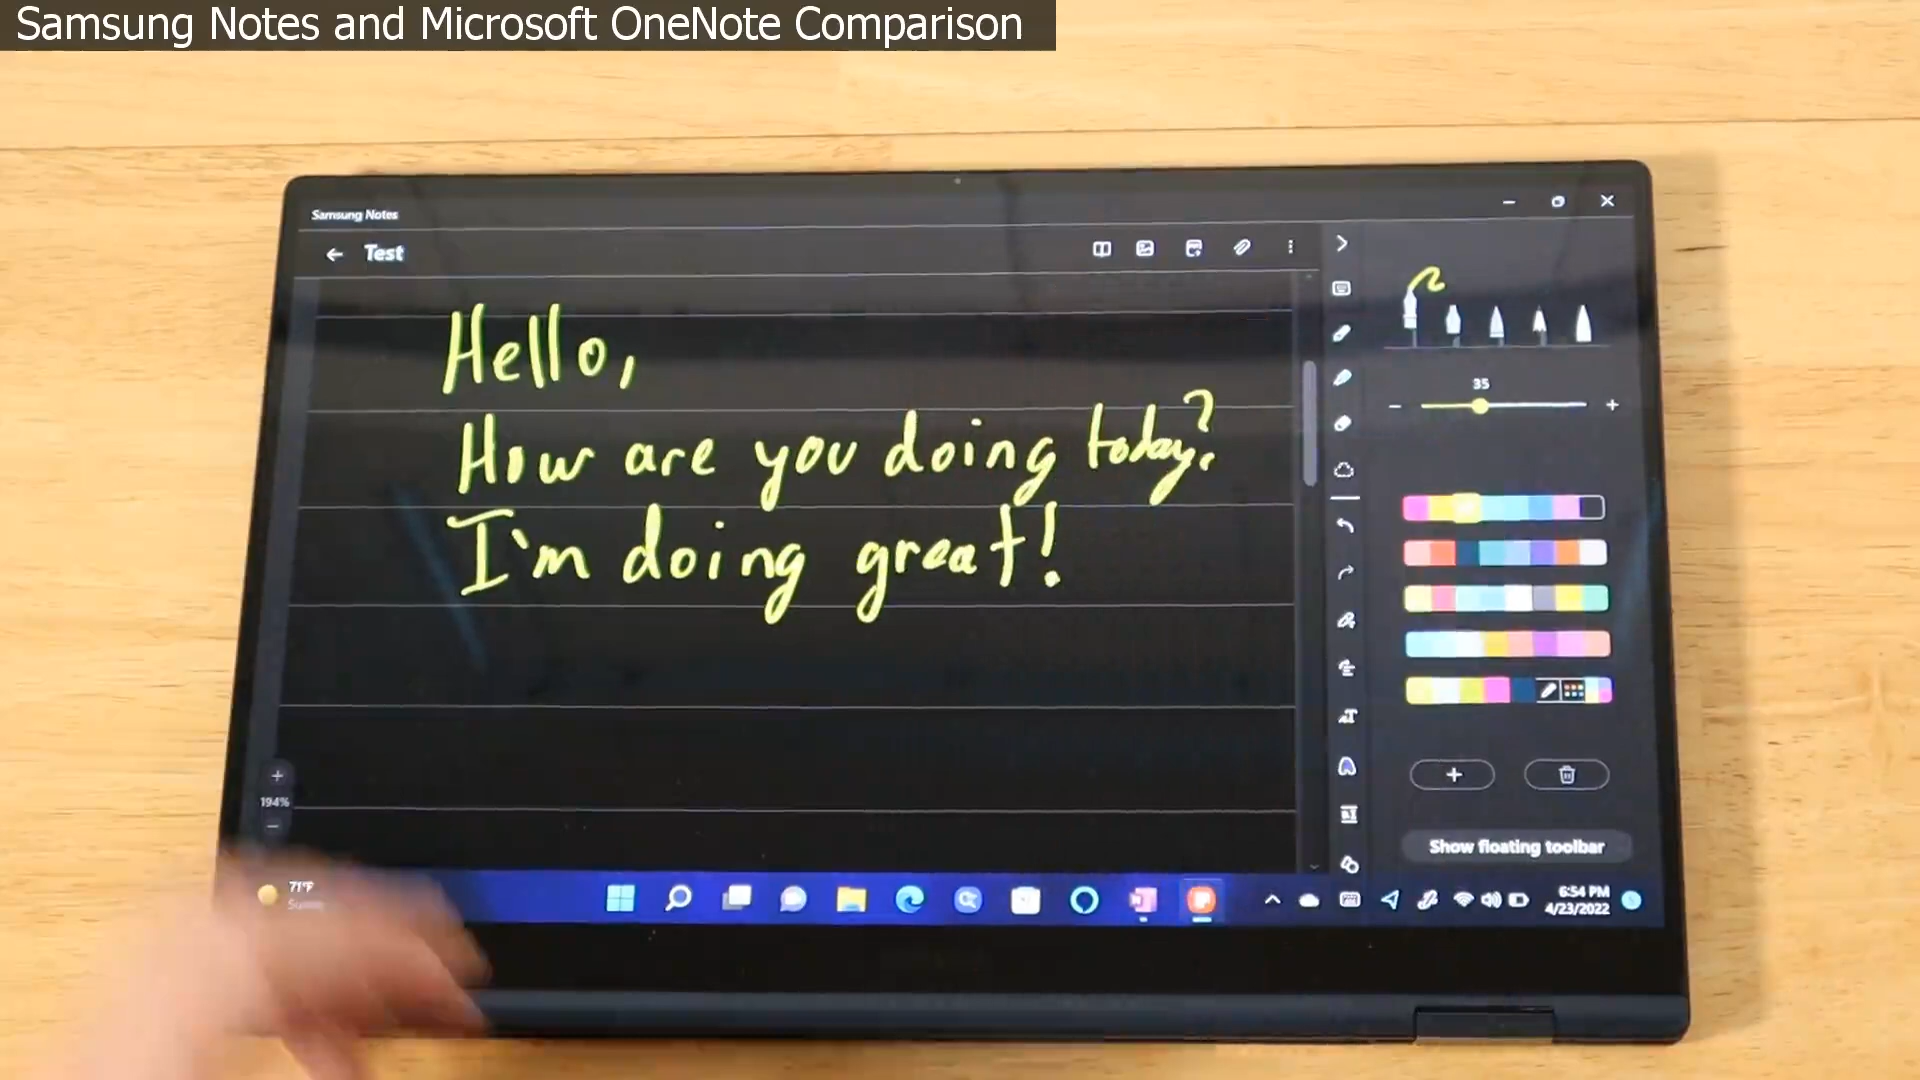 Samsung Notes and Microsoft OneNote Comparison
Samsung Notes
Test
35
Hello,
How are you doing today?
I'm doing great!
194%
Show floating toolbar
71°F
Sunny
6:54 PM
4/23/2022